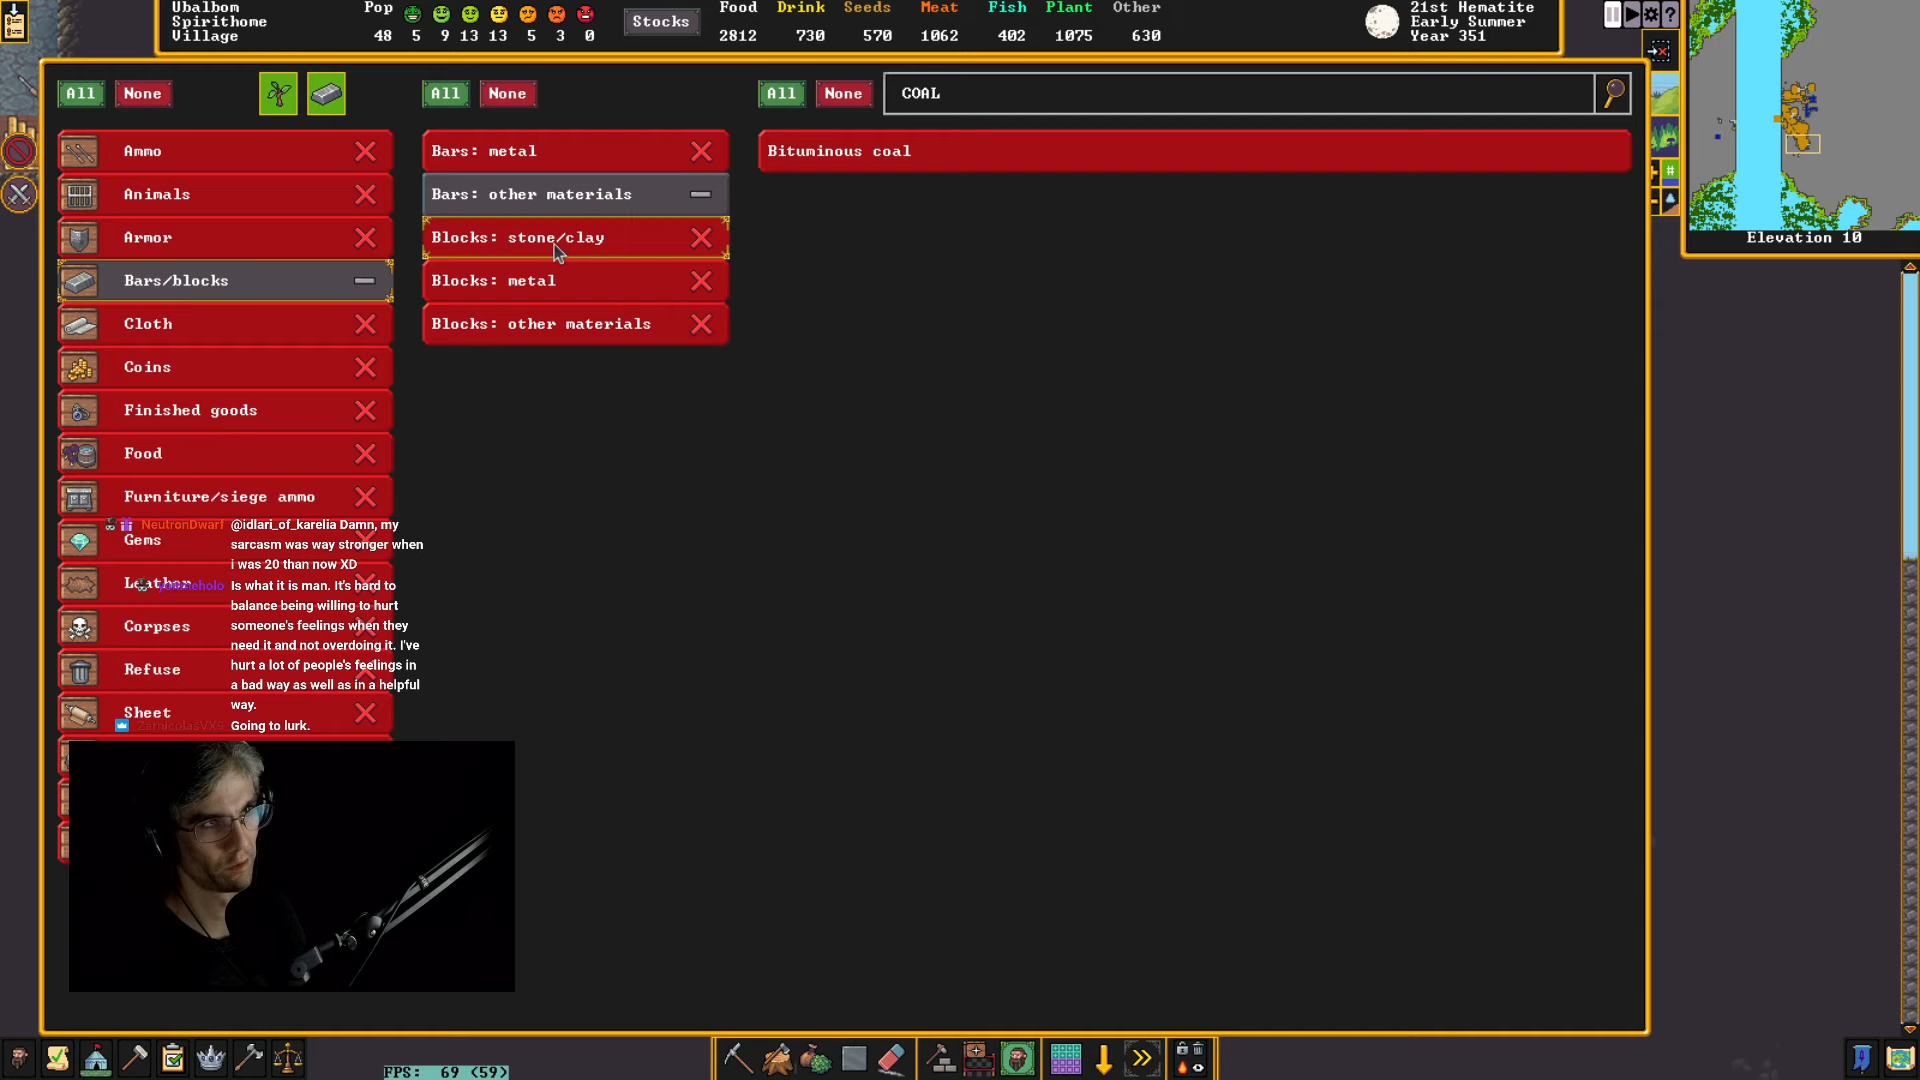 Ubalbom
Spirithome
Village
Pop
48 5 9 13 13 5 3 0
Stocks
Food Drink Seeds Meat Fish Plant Other
2812 730 570 1062 402 1075 630
21st Hematite
Early Summer
Year 351
Elevation 10
All None
All None
All None
COAL
Ammo
Animals
Armor
Bars/blocks
Cloth
Coins
Finished goods
Food
Furniture/siege ammo
Gems
Leather
Corpses
Refuse
Sheet
Bars: metal
Bars: other materials
Blocks: stone/clay
Blocks: metal
Blocks: other materials
Bituminous coal
NeutronDwarf @idlari_of_karelia Damn, my
sarcasm was way stronger when
i was 20 than now XD
Is what it is man. It's hard to
balance being willing to hurt
someone's feelings when they
need it and not overdoing it. I've
hurt a lot of people's feelings in
a bad way as well as in a helpful
way.
ZarnicolasVX9 Going to lurk.
FPS: 69 (59)